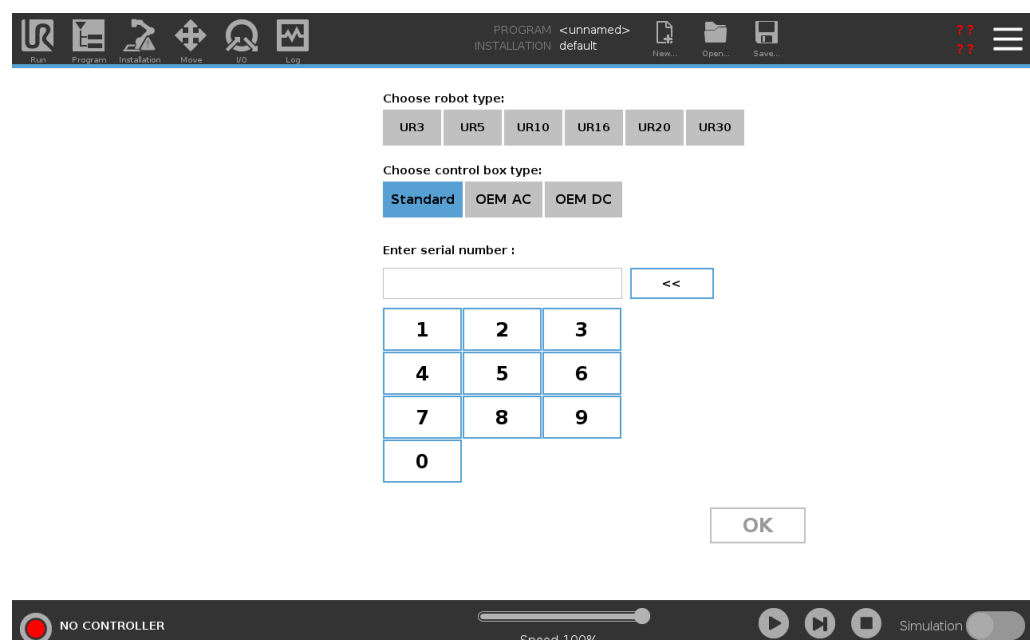 PROGRAM <unnamed>
INSTALLATION default
? ?
? ?
Run Program Installation Move I/O Log New... Open... Save...
Choose robot type:
UR3 UR5 UR10 UR16 UR20 UR30
Choose control box type:
Standard OEM AC OEM DC
Enter serial number :
<<
1 2 3
4 5 6
7 8 9
0
OK
NO CONTROLLER
Speed 100%
Simulation